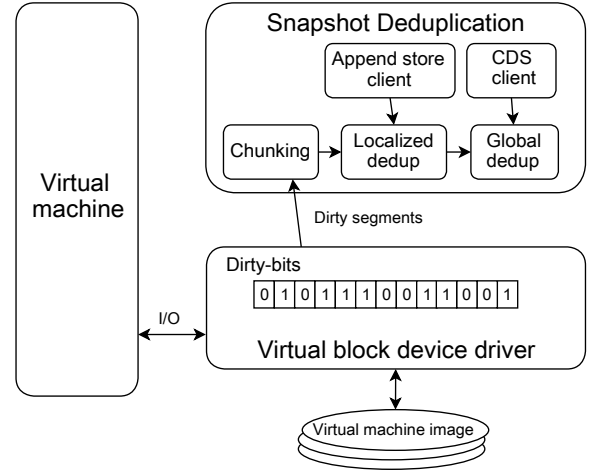 Snapshot Deduplication
Append store
client
CDS
client
Chunking
Localized
dedup
Global
dedup
Virtual
machine
Dirty segments
Dirty-bits
0 1 0 1 1 1 0 0 1 1 0 0 1
I/O
Virtual block device driver
Virtual machine image